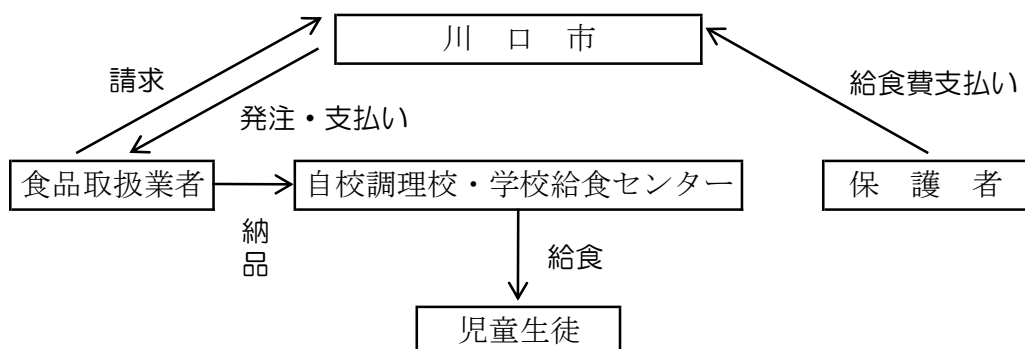 川 口 市
請求
給食費支払い
発注・支払い
食品取扱業者
自校調理校・学校給食センター
保 護 者
納
品
給食
児童生徒